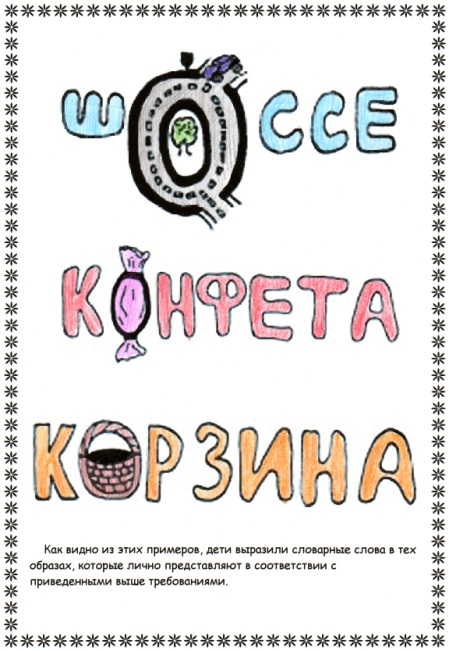 ШОССЕ
КОНФЕТА
КОРЗИНА
Как видно из этих примеров, дети выразили словарные слова в тех
образах, которые лично представляют в соответствии с
приведенными выше требованиями.